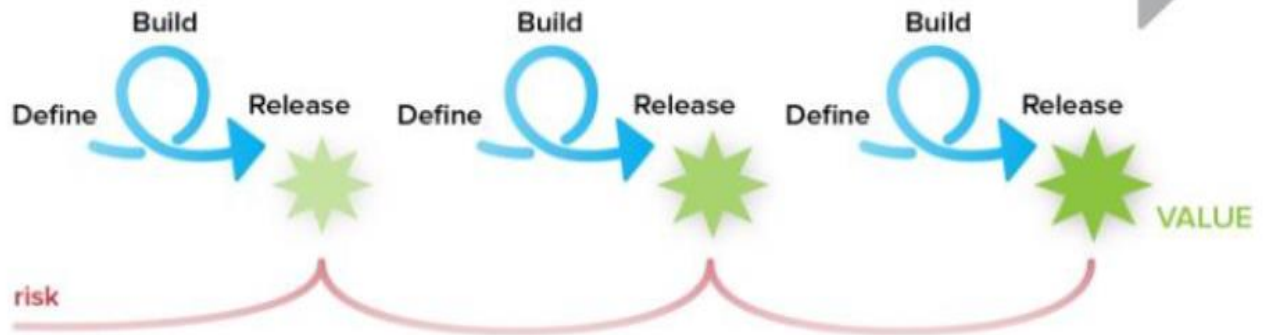 Build
Build
Build
Define
Release
Define
Release
Define
Release
VALUE
risk